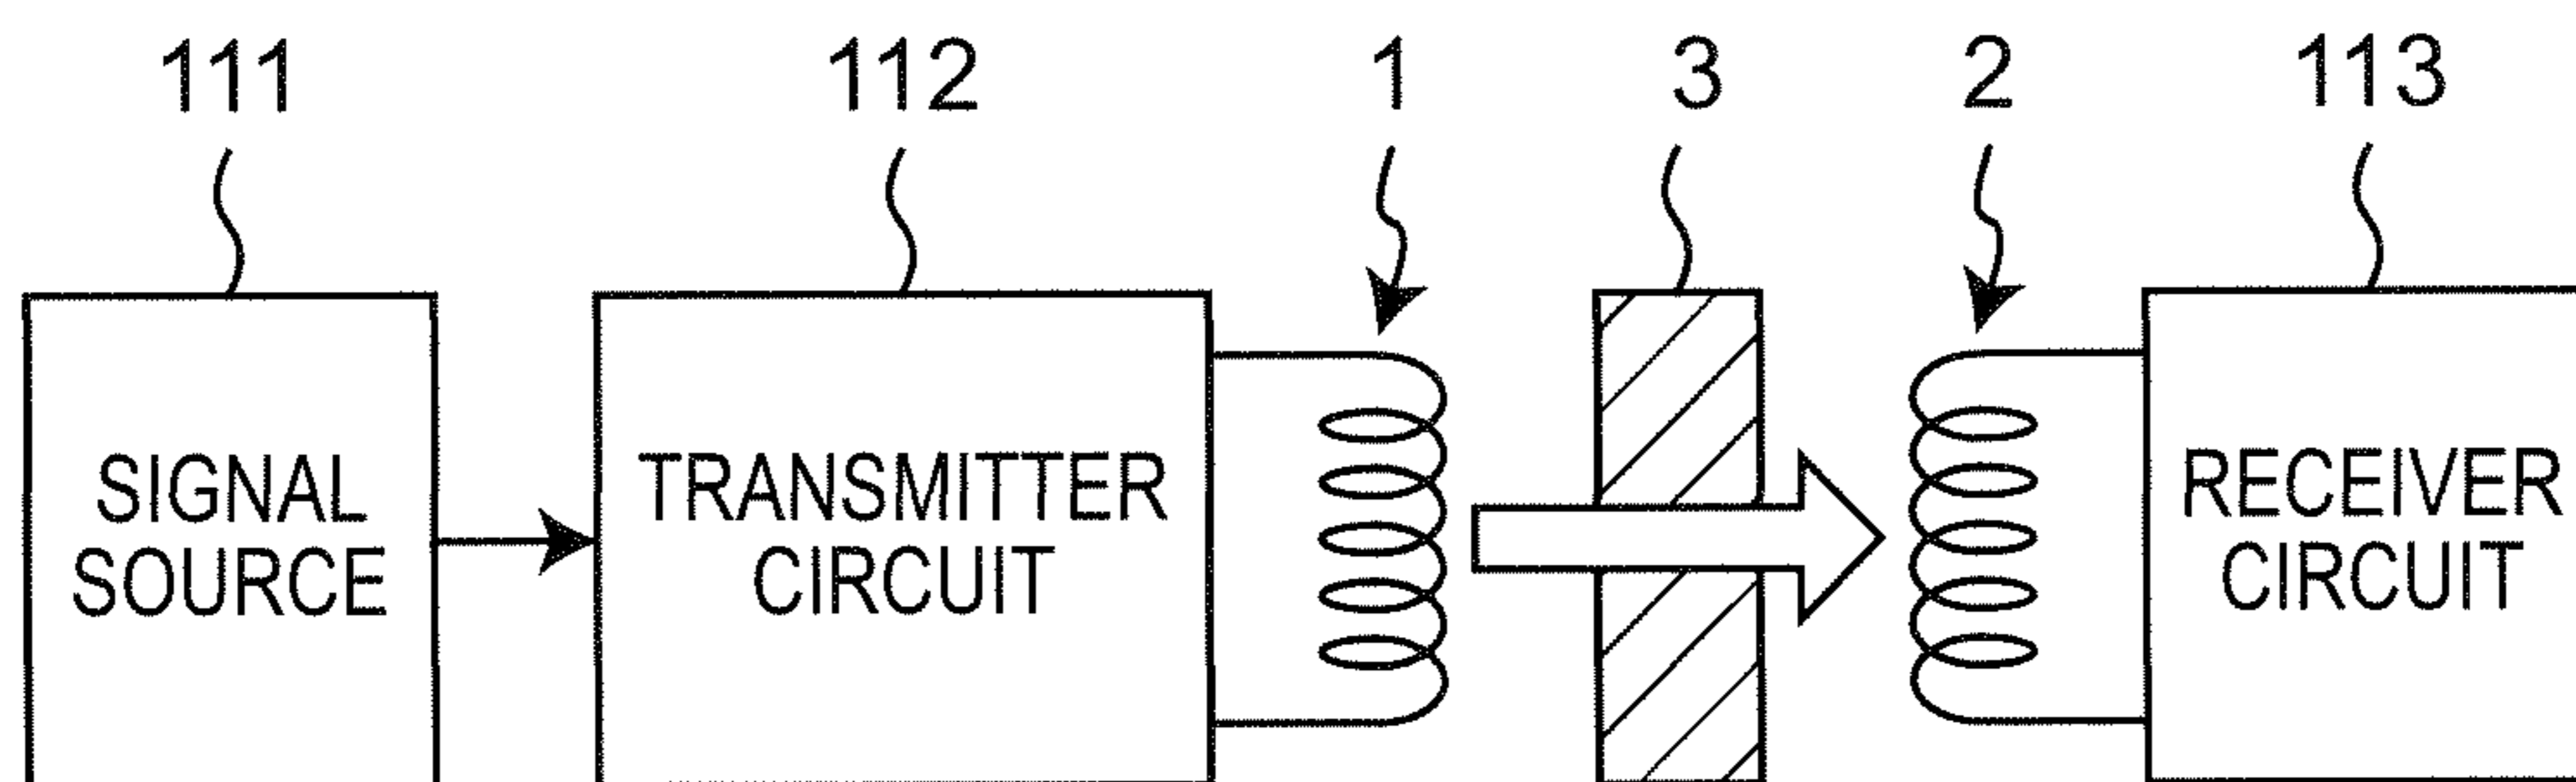 111
112
1
3
2
113
SIGNAL
SOURCE
TRANSMITTER
CIRCUIT
RECEIVER
CIRCUIT